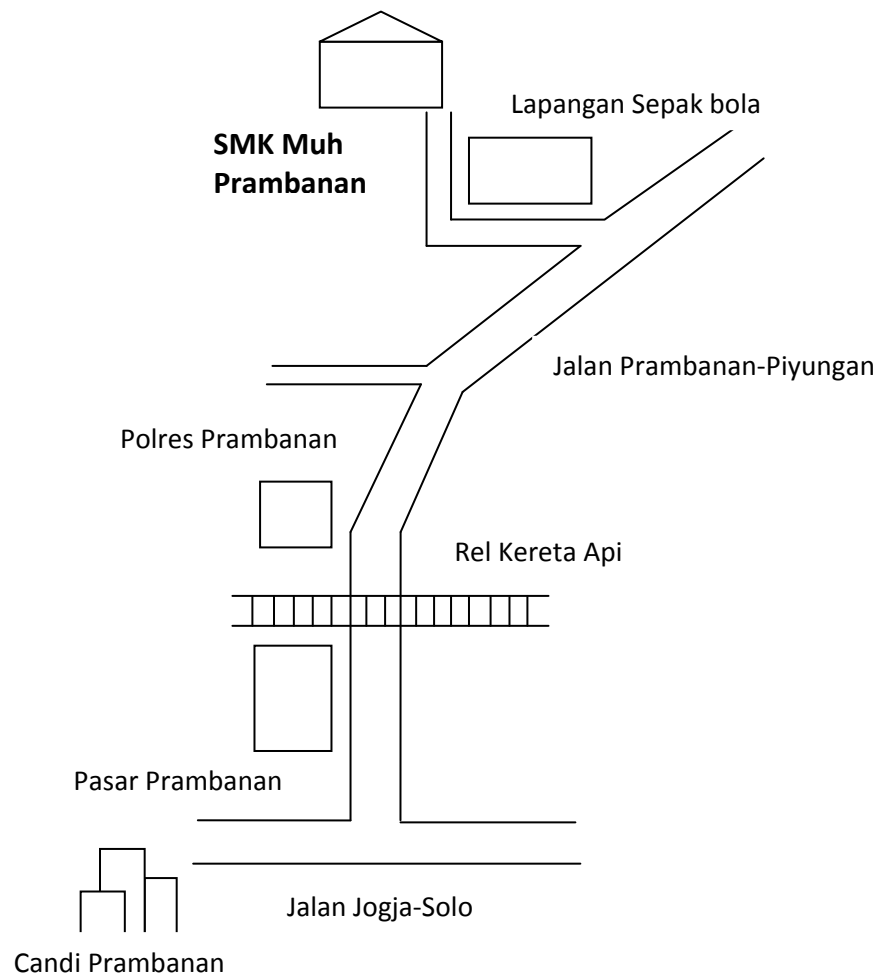 Lapangan Sepak bola
SMK Muh
Prambanan
Jalan Prambanan-Piyungan
Polres Prambanan
Rel Kereta Api
Pasar Prambanan
Jalan Jogja-Solo
Candi Prambanan